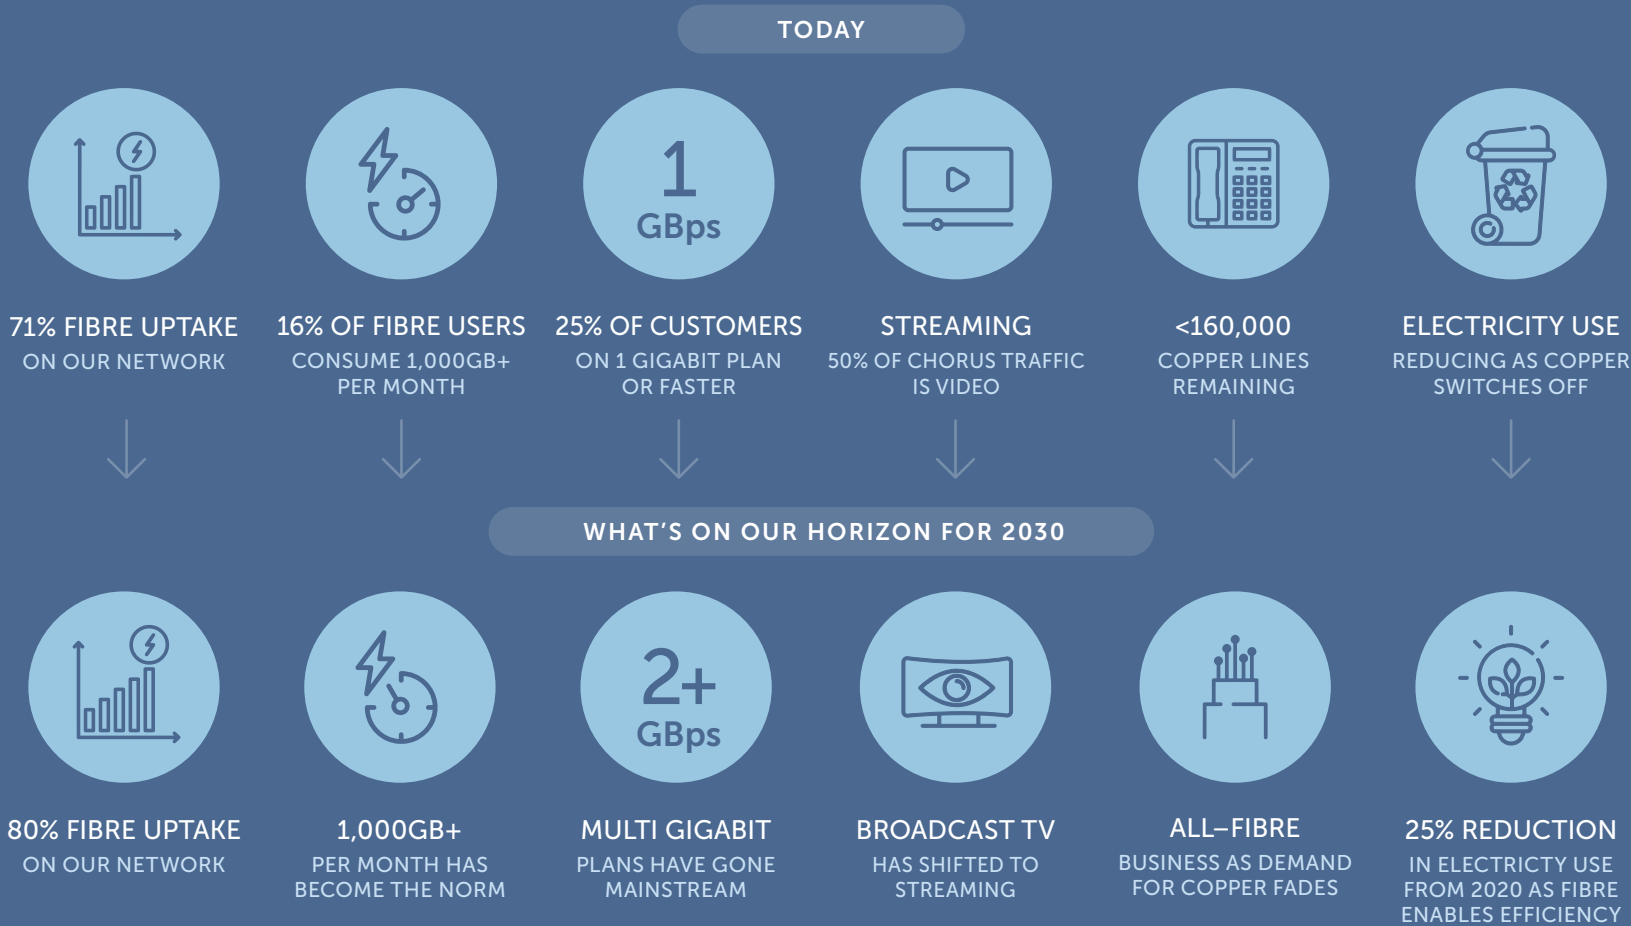 TODAY
1
GBps
71% FIBRE UPTAKE
ON OUR NETWORK
16% OF FIBRE USERS
CONSUME 1,000GB+
PER MONTH
25% OF CUSTOMERS
ON 1 GIGABIT PLAN
OR FASTER
STREAMING
50% OF CHORUS TRAFFIC
IS VIDEO
<160,000
COPPER LINES
REMAINING
ELECTRICITY USE
REDUCING AS COPPER
SWITCHES OFF
WHAT'S ON OUR HORIZON FOR 2030
2+
GBps
80% FIBRE UPTAKE
ON OUR NETWORK
1,000GB+
PER MONTH HAS
BECOME THE NORM
MULTI GIGABIT
PLANS HAVE GONE
MAINSTREAM
BROADCAST TV
HAS SHIFTED TO
STREAMING
ALL–FIBRE
BUSINESS AS DEMAND
FOR COPPER FADES
25% REDUCTION
IN ELECTRICTY USE
FROM 2020 AS FIBRE
ENABLES EFFICIENCY